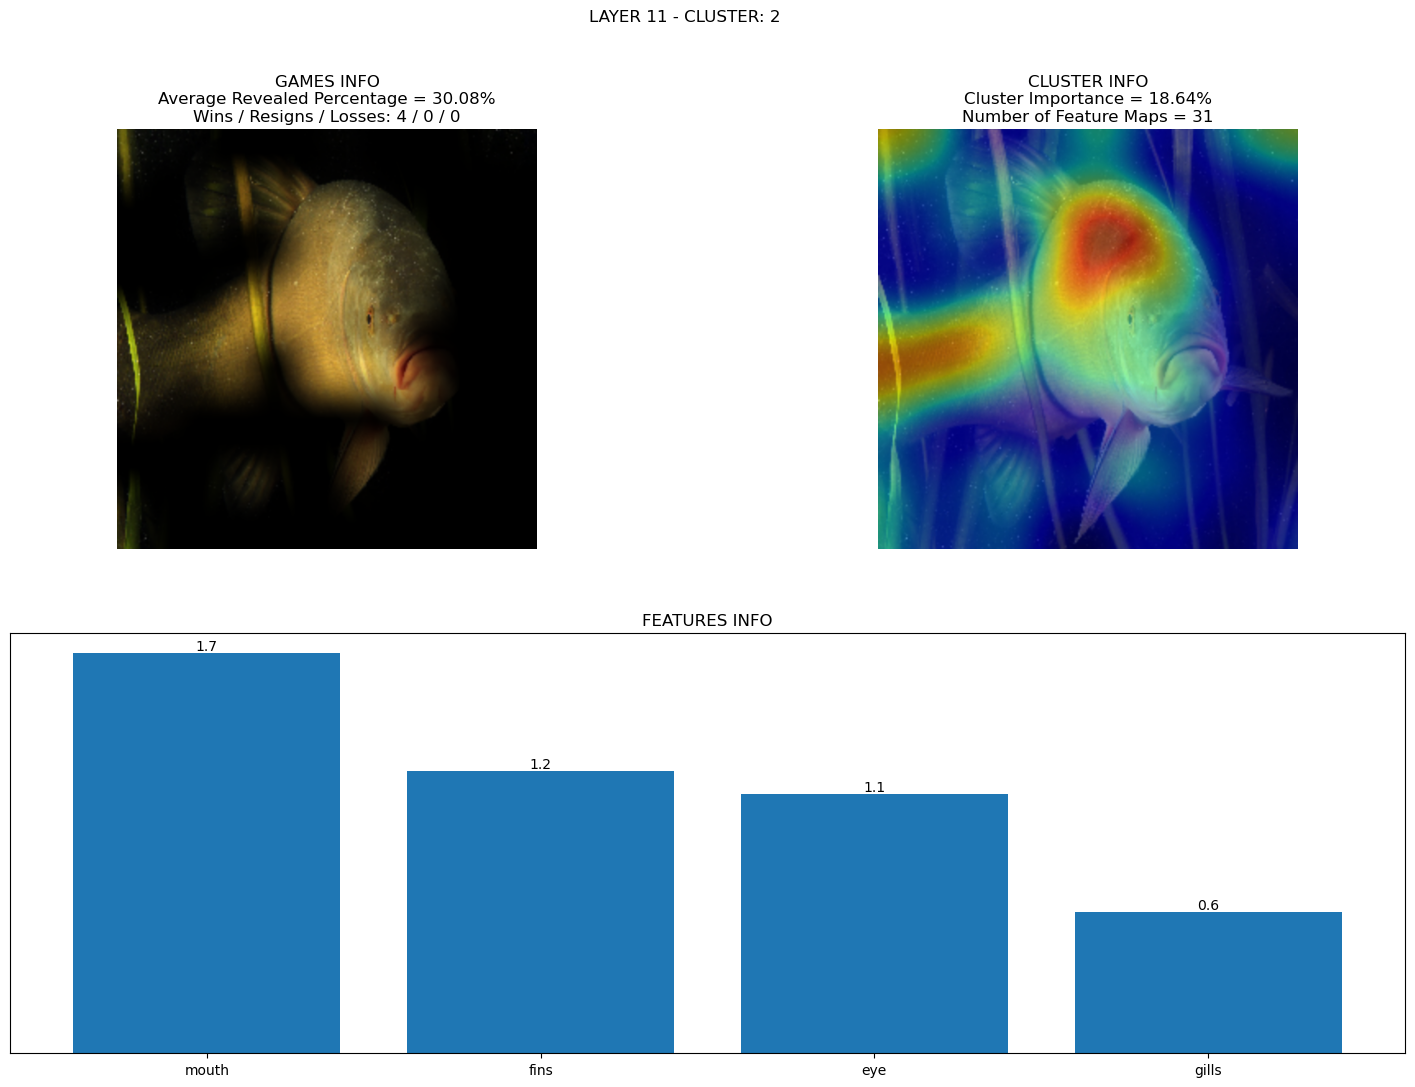 LAYER 11 - CLUSTER: 2
GAMES INFO
Average Revealed Percentage = 30.08%
Wins / Resigns / Losses: 4 / 0 / 0
CLUSTER INFO
Cluster Importance = 18.64%
Number of Feature Maps = 31
FEATURES INFO
1.7
1.2
1.1
0.6
mouth
fins
eye
gills